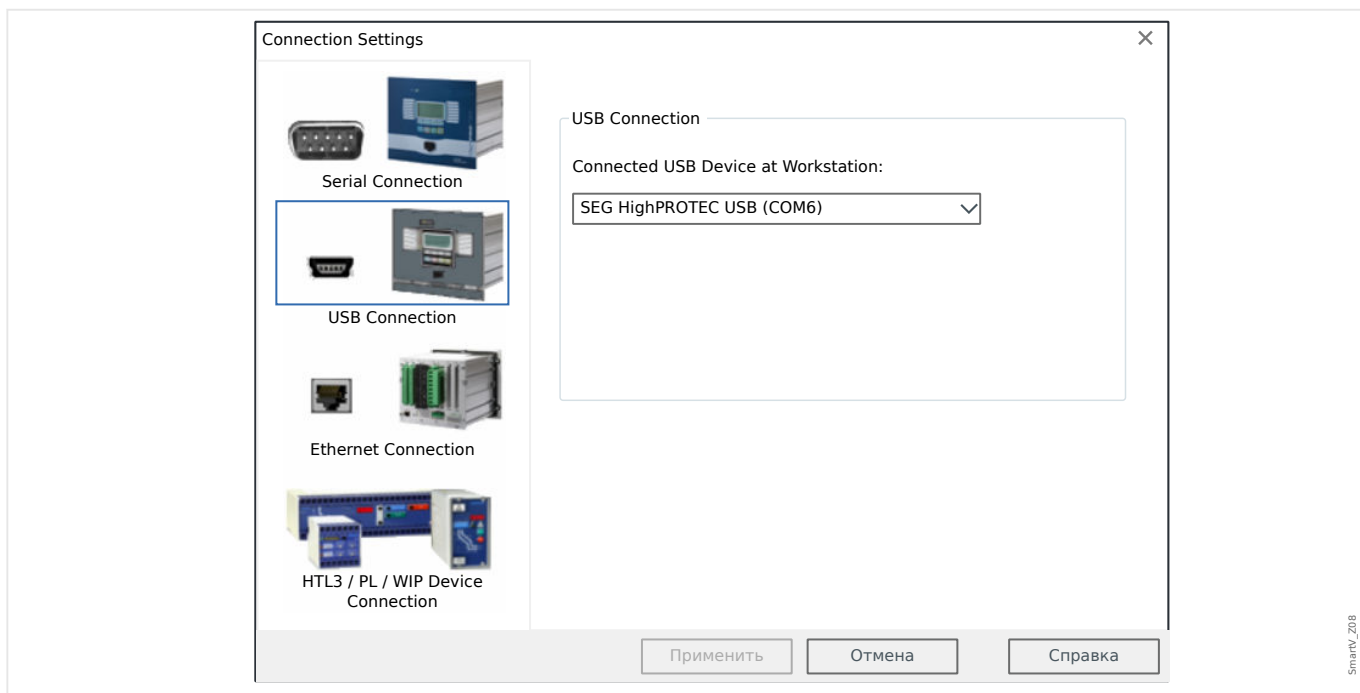 Connection Settings
Serial Connection
USB Connection
Ethernet Connection
HTL3 / PL / WIP Device
Connection
USB Connection
Connected USB Device at Workstation:
SEG HighPROTEC USB (COM6)
Применить
Отмена
Справка
SmartV_Z08